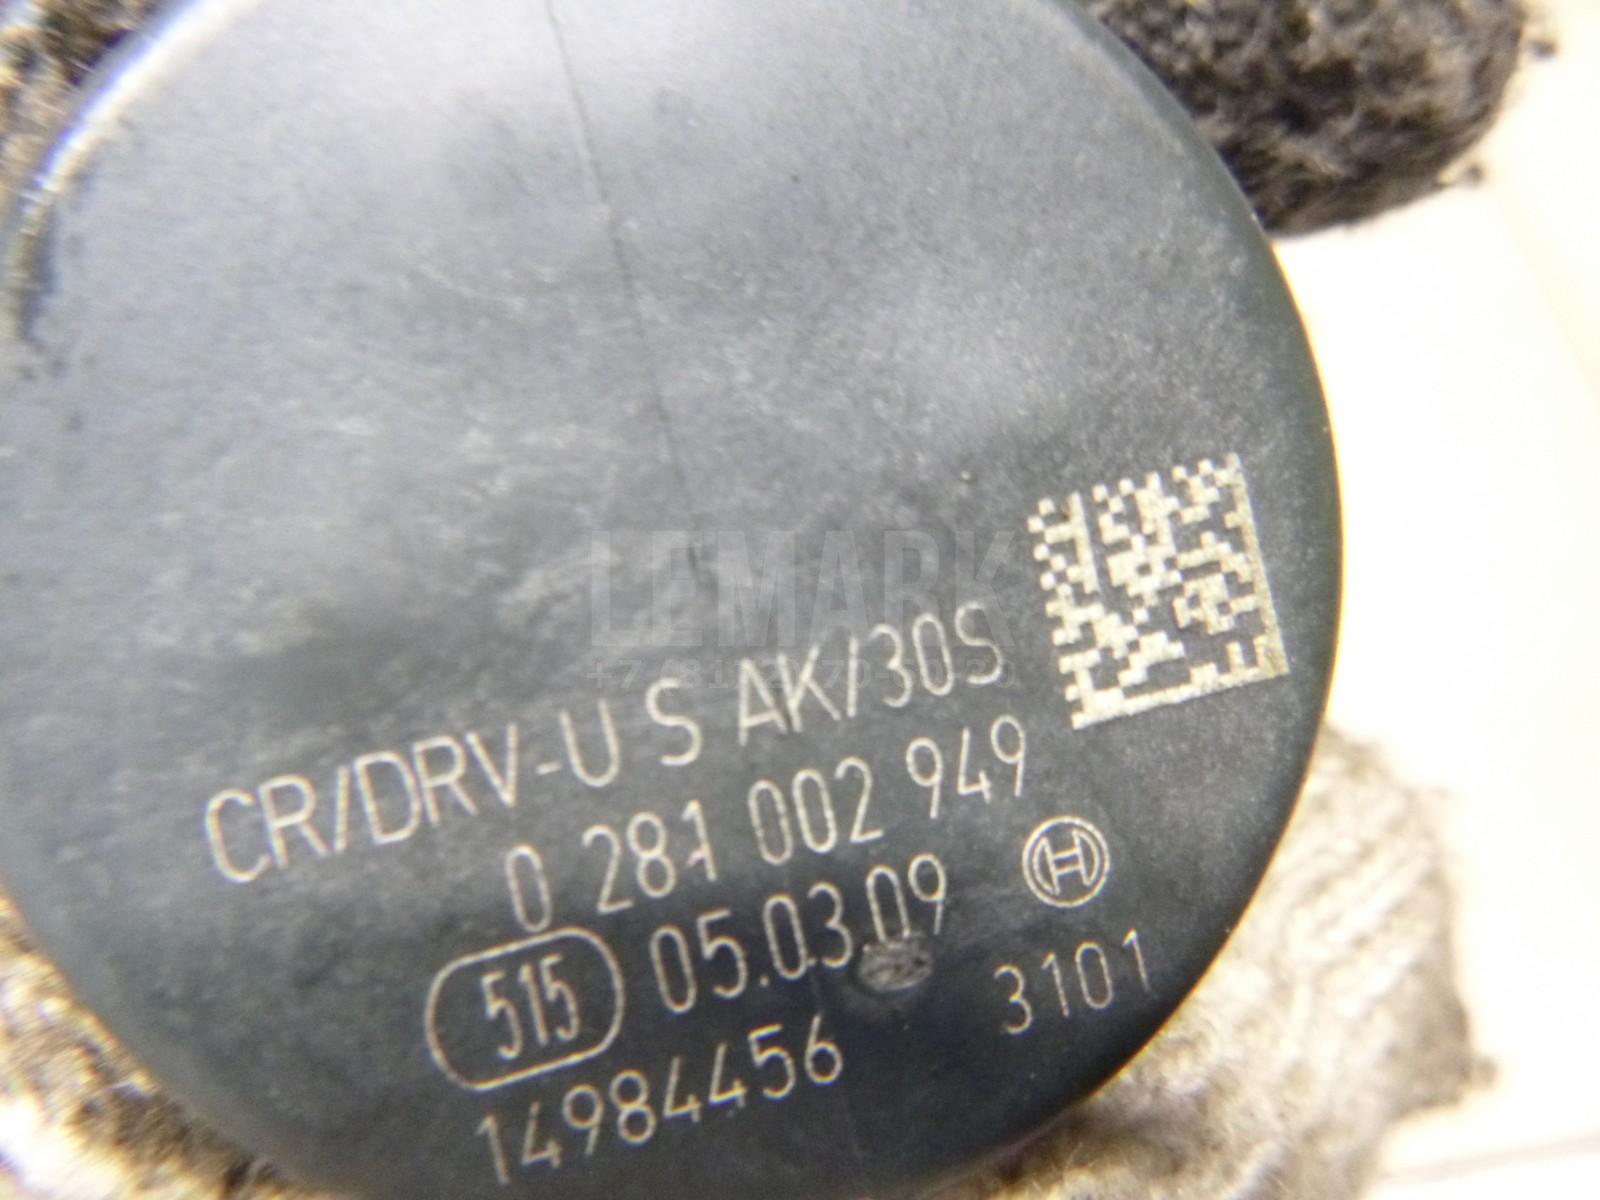 LEMARK
CR/DRV-U S AK/30S
0 281 002 949
515 05.03.09
3101
14984456